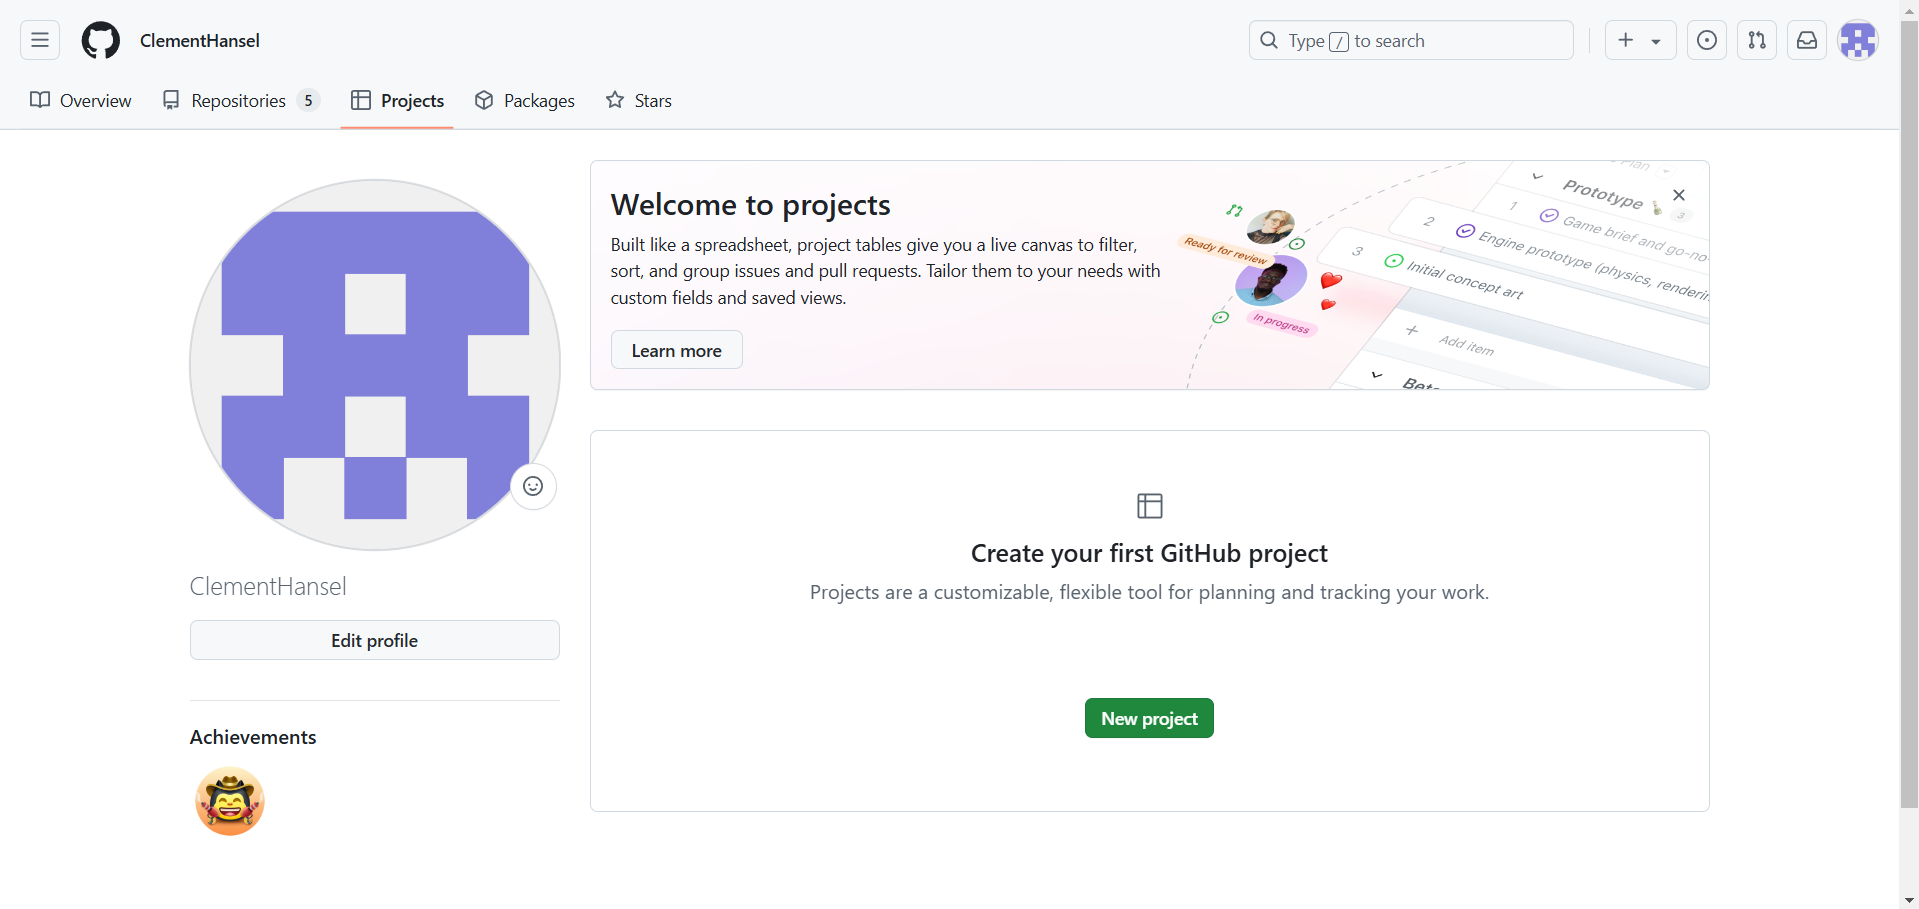 ClementHansel
Type / to search
Overview
Repositories 5
Projects
Packages
Stars
Welcome to projects
Built like a spreadsheet, project tables give you a live canvas to filter,
sort, and group issues and pull requests. Tailor them to your needs with
custom fields and saved views.
Learn more
Ready for review
In progress
Plan
Prototype 3
1 Game brief and go-no-
2 Engine prototype (physics, renderin
3 Initial concept art
Add item
Beta
ClementHansel
Edit profile
Achievements
Create your first GitHub project
Projects are a customizable, flexible tool for planning and tracking your work.
New project